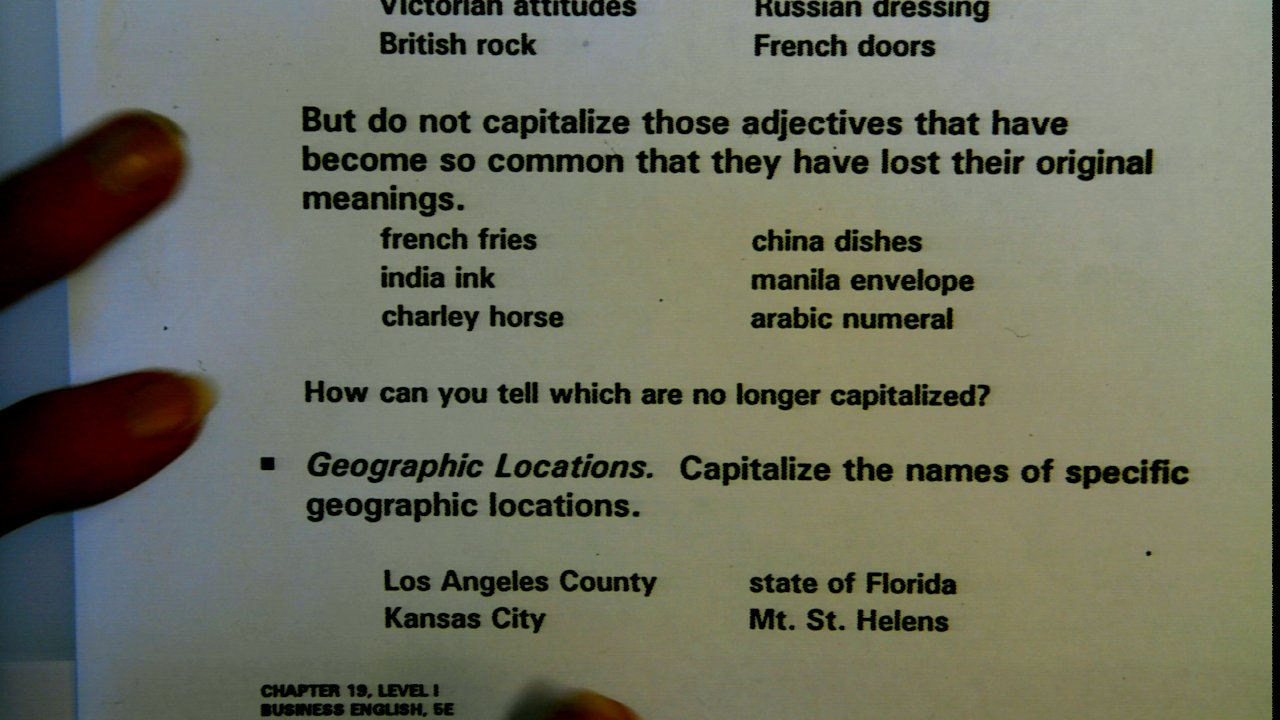 Victorian attitudes Russian dressing
British rock French doors
But do not capitalize those adjectives that have
become so common that they have lost their original
meanings.
french fries china dishes
india ink manila envelope
charley horse arabic numeral
How can you tell which are no longer capitalized?
■ Geographic Locations. Capitalize the names of specific
geographic locations.
Los Angeles County state of Florida
Kansas City Mt. St. Helens
CHAPTER 19, LEVEL I
BUSINESS ENGLISH, 5E